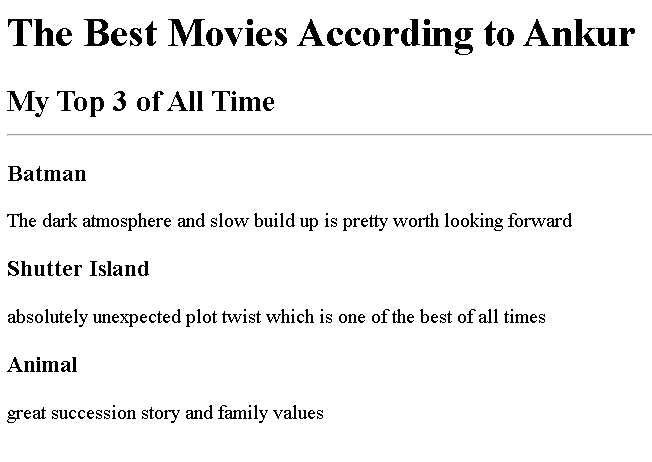 The Best Movies According to Ankur
My Top 3 of All Time
Batman
The dark atmosphere and slow build up is pretty worth looking forward
Shutter Island
absolutely unexpected plot twist which is one of the best of all times
Animal
great succession story and family values